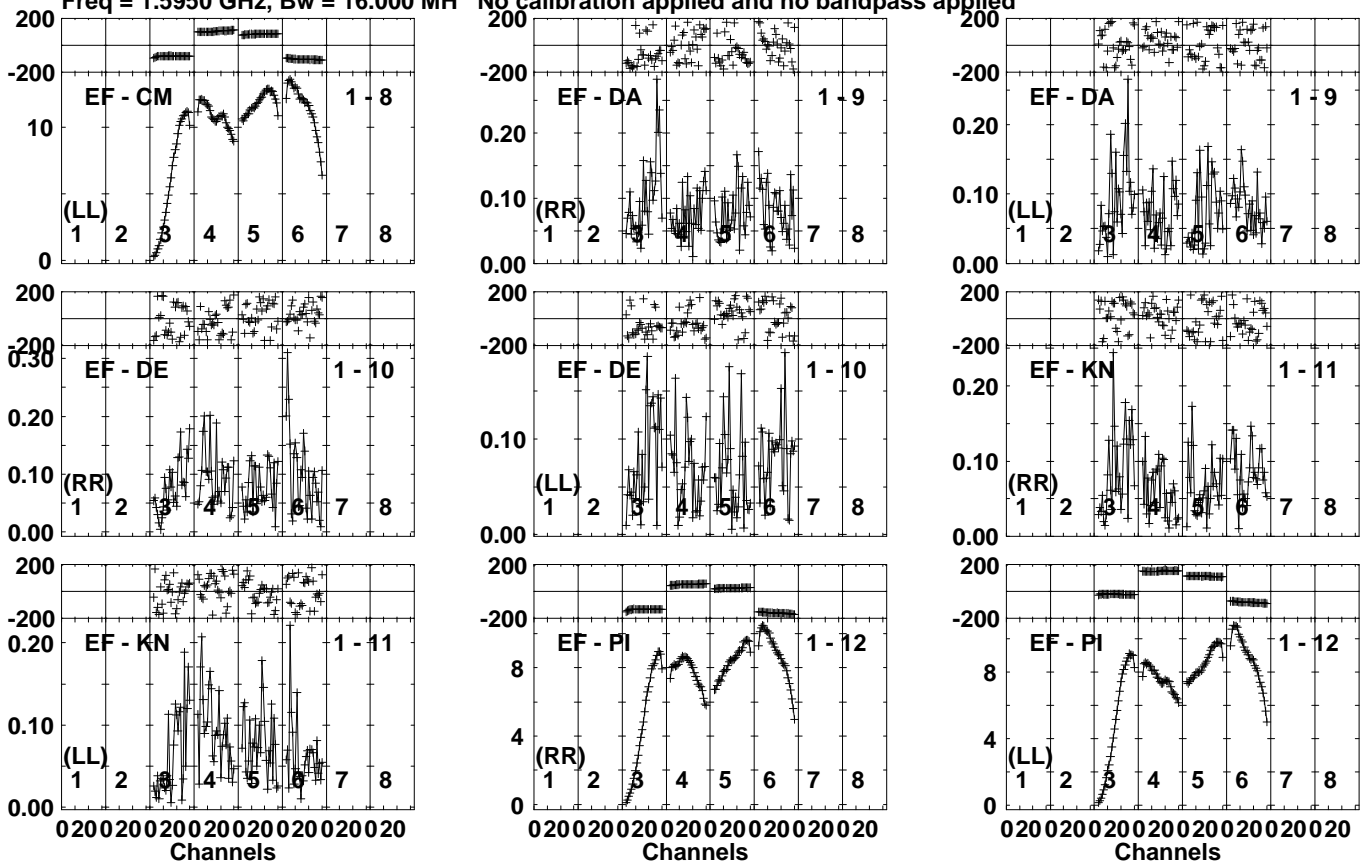 Freq = 1.5950 GHz, Bw = 16.000 MH No calibration applied and no bandpass applied
200
-200
EF - CM 1 - 8
10
0
(LL)
1 2 3 4 5 6 7 8
200
-200
EF - DA 1 - 9
0.20
0.10
0.00
(RR)
1 2 3 4 5 6 7 8
200
-200
EF - DA 1 - 9
0.20
0.10
0.00
(LL)
1 2 3 4 5 6 7 8
200
-200
0.30
EF - DE 1 - 10
0.20
0.10
0.00
(RR)
1 2 3 4 5 6 7 8
200
-200
EF - DE 1 - 10
0.10
0.00
(LL)
1 2 3 4 5 6 7 8
200
-200
EF - KN 1 - 11
0.20
0.10
0.00
(RR)
1 2 3 4 5 6 7 8
200
-200
EF - KN 1 - 11
0.20
0.10
0.00
(LL)
1 2 3 4 5 6 7 8
0 20 0 20 0 20 0 20 0 20 0 20 0 20 0 20
Channels
200
-200
EF - PI 1 - 12
8
4
0
(RR)
1 2 3 4 5 6 7 8
0 20 0 20 0 20 0 20 0 20 0 20 0 20 0 20
Channels
200
-200
EF - PI 1 - 12
8
4
0
(LL)
1 2 3 4 5 6 7 8
0 20 0 20 0 20 0 20 0 20 0 20 0 20 0 20
Channels